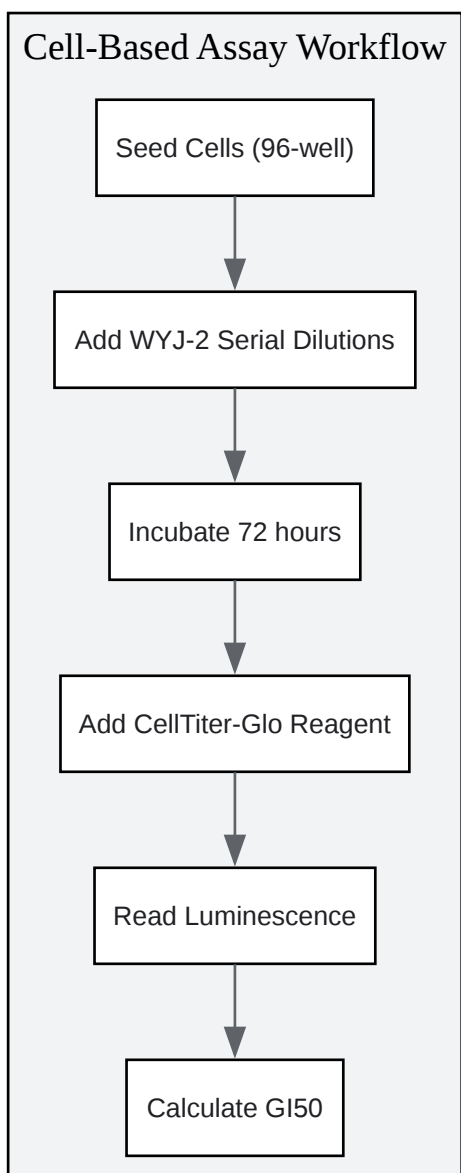 Cell-Based Assay Workflow
Seed Cells (96-well)
Add WYJ-2 Serial Dilutions
Incubate 72 hours
Add CellTiter-Glo Reagent
Read Luminescence
Calculate GI50